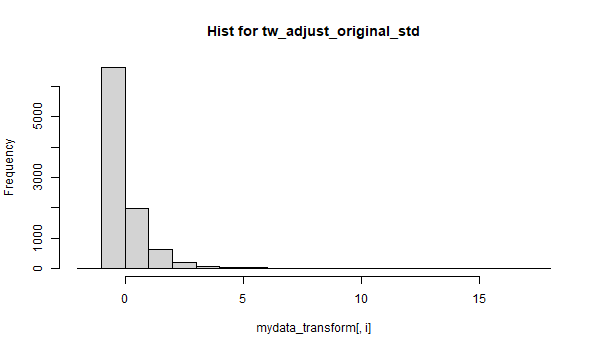 Hist for tw_adjust_original_std
Frequency
5000
3000
1000
0
0 5 10 15
mydata_transform[, i]